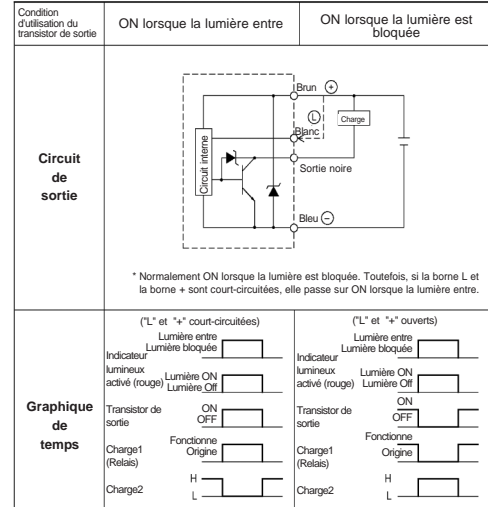 Condition
d'utilisation du
transistor de sortie
ON lorsque la lumière entre
ON lorsque la lumière est
bloquée
Circuit
de
sortie
Circuit interne
Brun +
L
Charge
Blanc
Sortie noire
Bleu −
* Normalement ON lorsque la lumière est bloquée. Toutefois, si la borne L et
la borne + sont court-circuitées, elle passe sur ON lorsque la lumière entre.
Graphique
de
temps
("L" et "+" court-circuitées)
Lumière entre
Lumière bloquée
Indicateur
lumineux
activé (rouge)
Lumière ON
Lumière Off
Transistor de
sortie
ON
OFF
Charge1
(Relais)
Fonctionne
Origine
Charge2
H
L
("L" et "+" ouverts)
Lumière entre
Lumière bloquée
Indicateur
lumineux
activé (rouge)
Lumière ON
Lumière Off
Transistor de
sortie
ON
OFF
Charge1
(Relais)
Fonctionne
Origine
Charge2
H
L